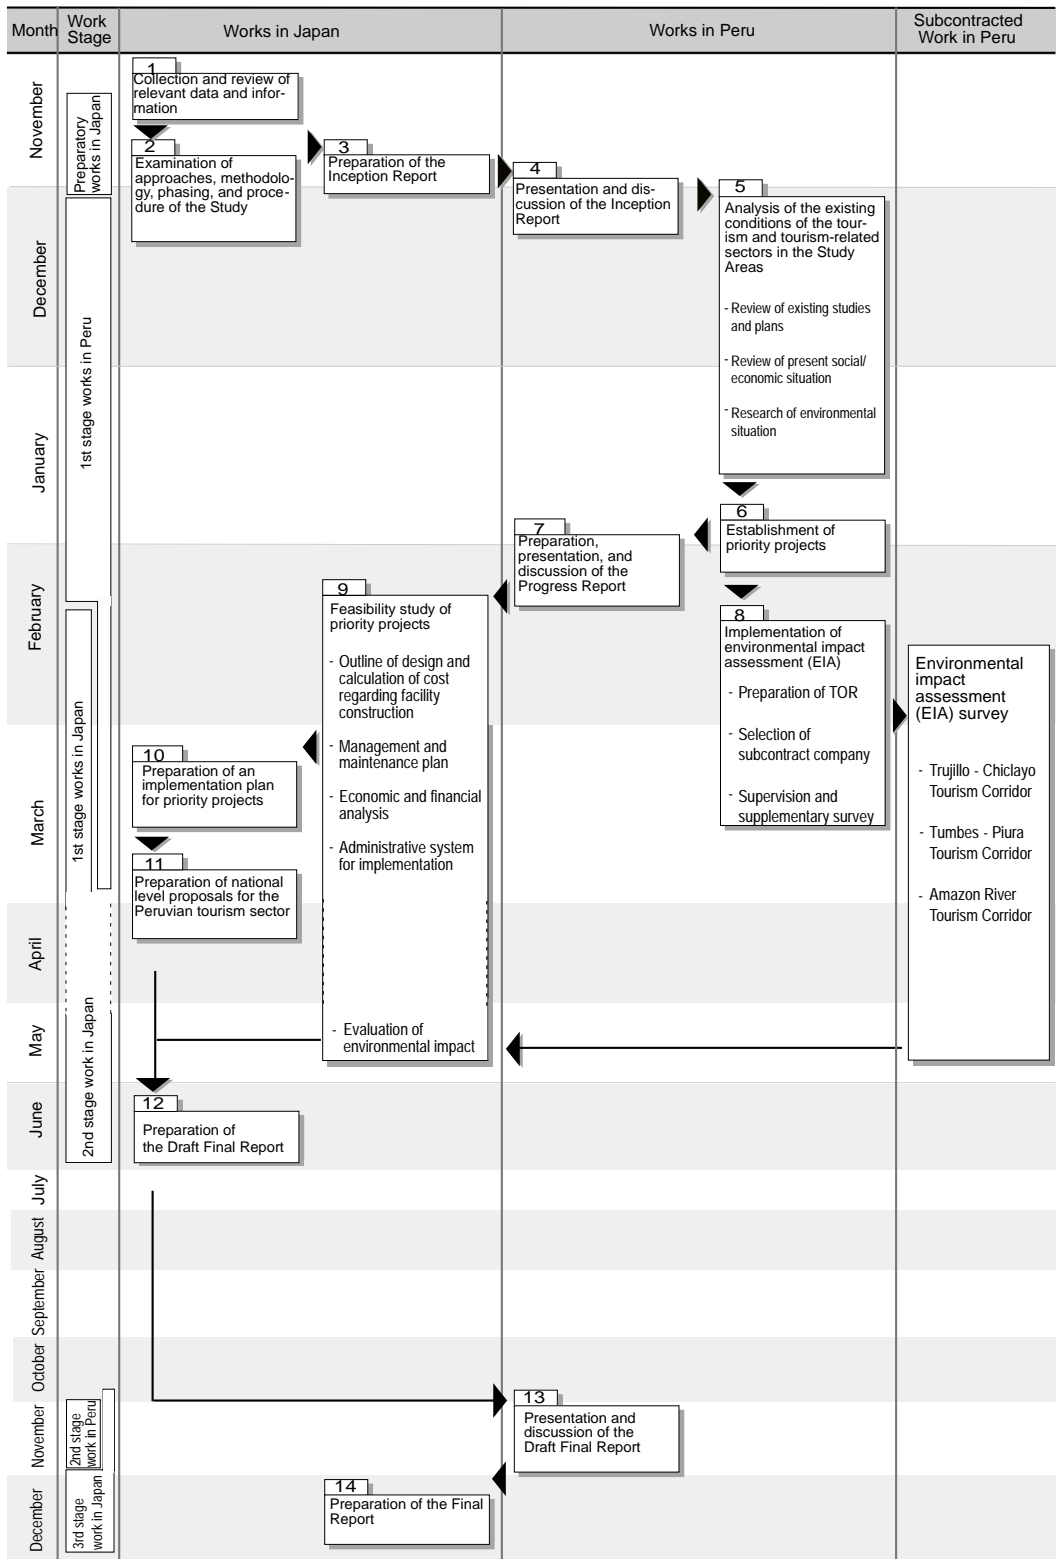 Month
Work
Stage
Works in Japan
Works in Peru
Subcontracted
Work in Peru
November
December
January
February
March
April
May
June
July
August
September
October
November
December
Preparatory
works in Japan
1st stage works in Peru
1st stage works in Japan
2nd stage work in Japan
2nd stage
work in Peru
3rd stage
work in Japan
1
Collection and review of
relevant data and infor-
mation
2
Examination of
approaches, methodolo-
gy, phasing, and proce-
dure of the Study
3
Preparation of the
Inception Report
4
Presentation and dis-
cussion of the Inception
Report
5
Analysis of the existing
conditions of the tour-
ism and tourism-related
sectors in the Study
Areas
- Review of existing studies
and plans
- Review of present social/
economic situation
- Research of environmental
situation
6
Establishment of
priority projects
7
Preparation,
presentation, and
discussion of the
Progress Report
8
Implementation of
environmental impact
assessment (EIA)
- Preparation of TOR
- Selection of
subcontract company
- Supervision and
supplementary survey
Environmental
impact
assessment
(EIA) survey
- Trujillo - Chiclayo
Tourism Corridor
- Tumbes - Piura
Tourism Corridor
- Amazon River
Tourism Corridor
9
Feasibility study of
priority projects
- Outline of design and
calculation of cost
regarding facility
construction
- Management and
maintenance plan
- Economic and financial
analysis
- Administrative system
for implementation
- Evaluation of
environmental impact
10
Preparation of an
implementation plan
for priority projects
11
Preparation of national
level proposals for the
Peruvian tourism sector
12
Preparation of
the Draft Final Report
13
Presentation and
discussion of the
Draft Final Report
14
Preparation of the Final
Report